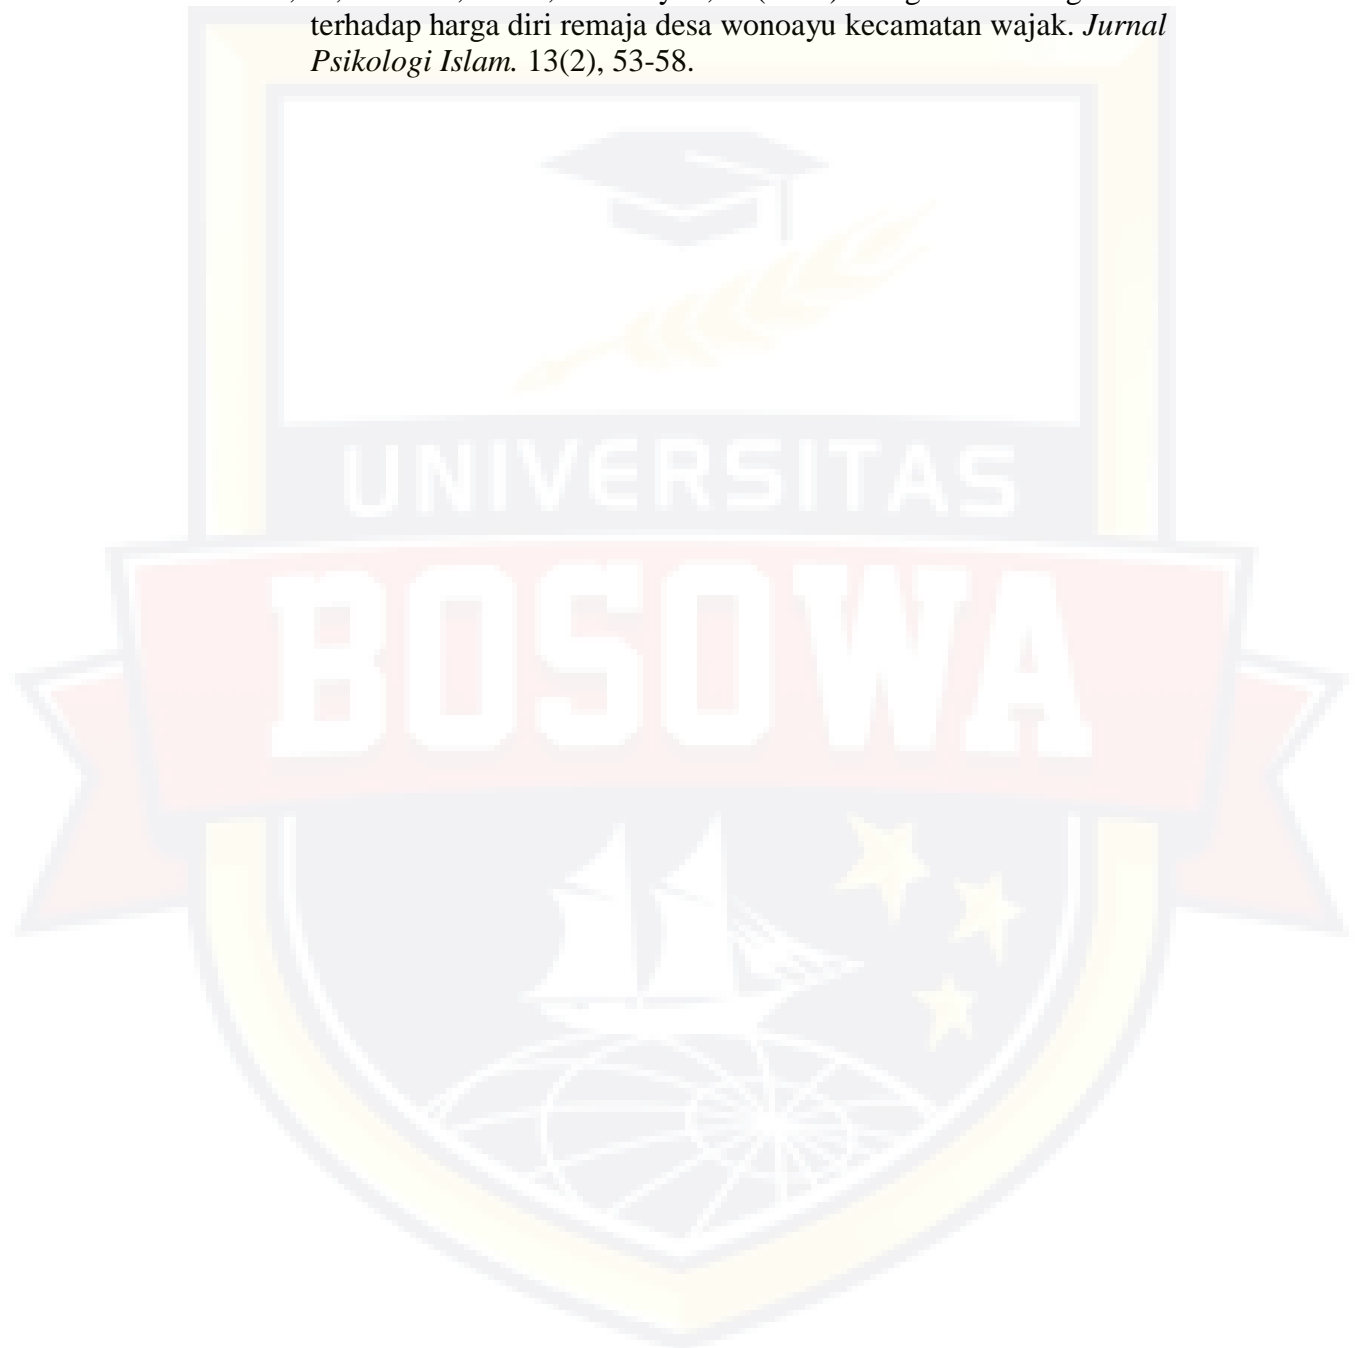 terhadap harga diri remaja desa wonoayu kecamatan wajak. Jurnal
Psikologi Islam. 13(2), 53-58.
UNIVERSITAS
BOSOWA